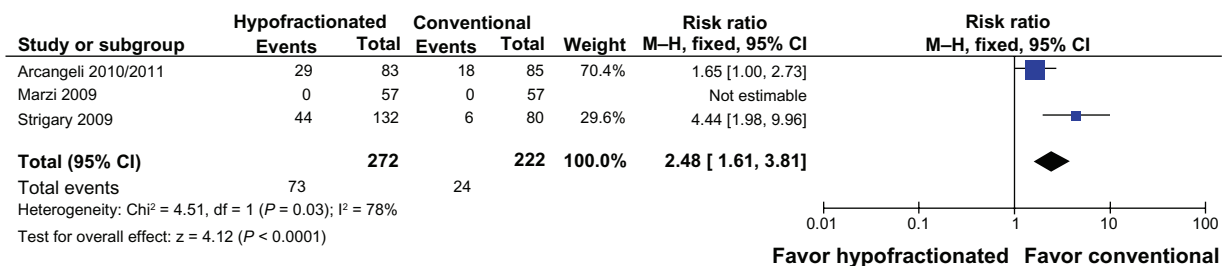 Hypofractionated Conventional Risk ratio Risk ratio
Study or subgroup Events Total Events Total Weight M–H, fixed, 95% CI M–H, fixed, 95% CI
Arcangeli 2010/2011 29 83 18 85 70.4% 1.65 [1.00, 2.73]
Marzi 2009 0 57 0 57 Not estimable
Strigary 2009 44 132 6 80 29.6% 4.44 [1.98, 9.96]
Total (95% CI) 272 222 100.0% 2.48 [ 1.61, 3.81]
Total events 73 24
Heterogeneity: Chi² = 4.51, df = 1 (P = 0.03); I² = 78%
Test for overall effect: z = 4.12 (P < 0.0001)
0.01 0.1 1 10 100
Favor hypofractionated Favor conventional